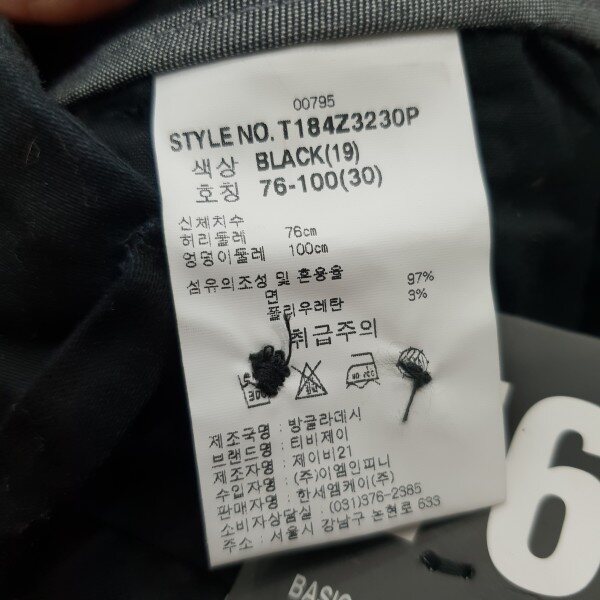 00795
STYLE NO. T184Z3230P
색상 BLACK(19)
호칭 76-100(30)
신체치수
허리둘레 76cm
엉덩이둘레 100cm
섬유의조성 및 혼용율
면 97%
폴리우레탄 3%
취급주의
제조국명 : 방글라데시
브랜드명 : 티비제이
제조자명 : 제이비21
수입자명 : (주)이엠인피니
판매자명 : 한세엠케이(주)
소비자상담실 : (031)376-2385
주소 : 서울시 강남구 논현로 633
6
BASIC